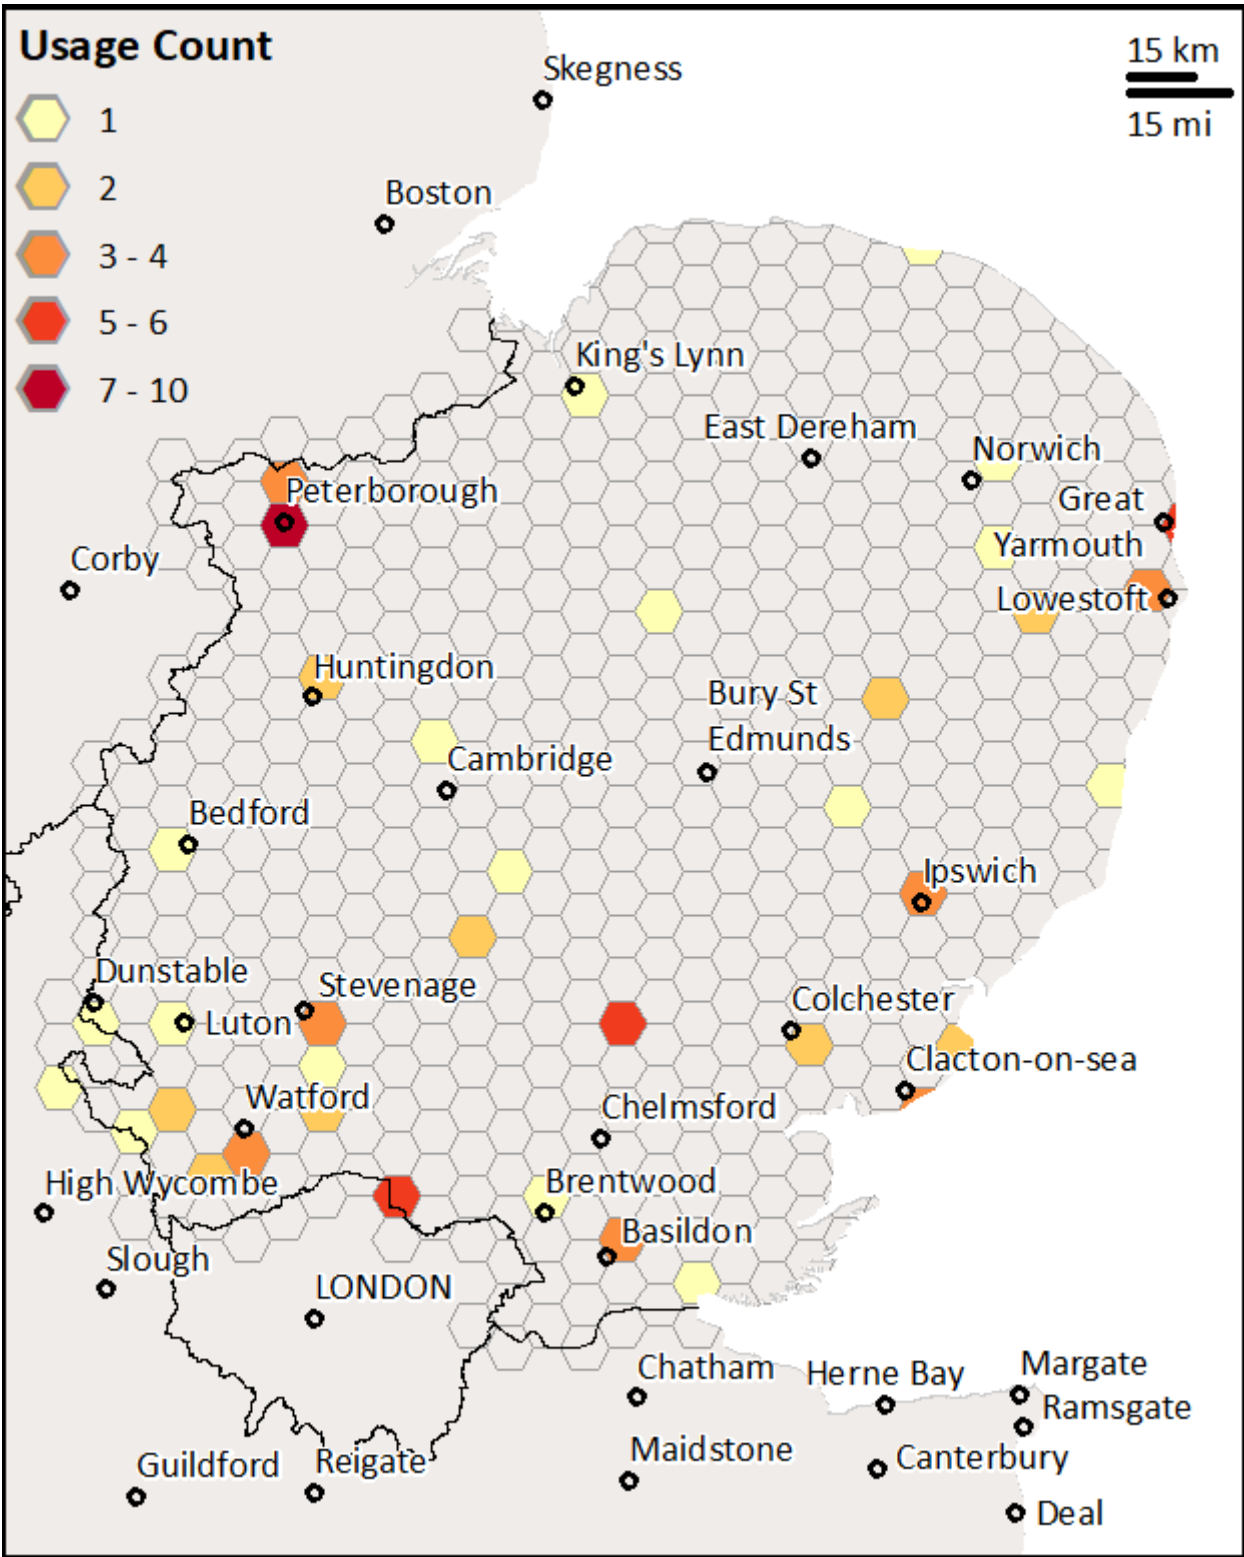 Usage Count
1
2
3 - 4
5 - 6
7 - 10
15 km
15 mi
Skegness
Boston
King's Lynn
East Dereham
Norwich
Great
Yarmouth
Peterborough
Corby
Lowestoft
Huntingdon
Bury St
Edmunds
Cambridge
Bedford
Ipswich
Dunstable
Stevenage
Luton
Colchester
Clacton-on-sea
Watford
Chelmsford
High Wycombe
Brentwood
Basildon
Slough
LONDON
Chatham
Herne Bay
Margate
Ramsgate
Guildford
Reigate
Maidstone
Canterbury
Deal